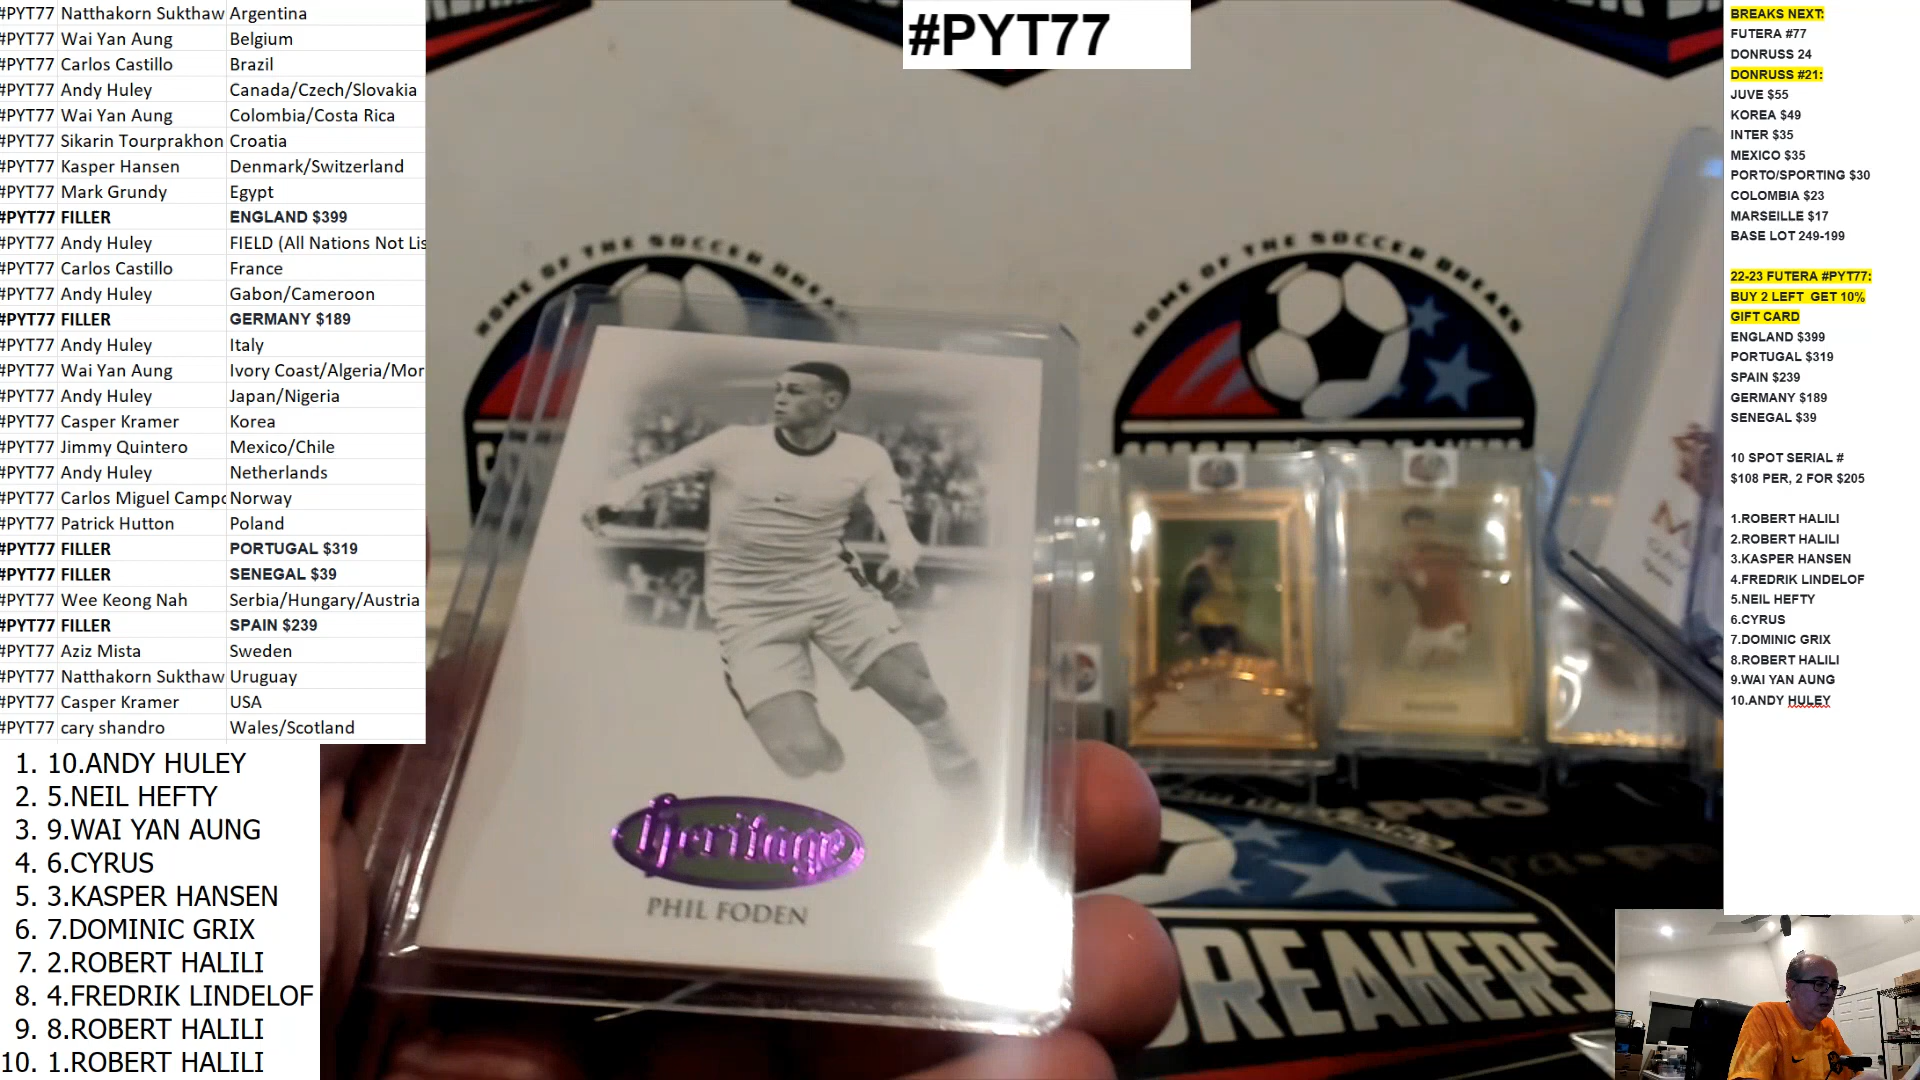 #PYT77 Natthakorn Sukthaw Argentina
#PYT77 Wai Yan Aung Belgium
#PYT77 Carlos Castillo Brazil
#PYT77 Andy Huley Canada/Czech/Slovakia
#PYT77 Wai Yan Aung Colombia/Costa Rica
#PYT77 Sikarin Tourprakhon Croatia
#PYT77 Kasper Hansen Denmark/Switzerland
#PYT77 Mark Grundy Egypt
#PYT77 FILLER ENGLAND $399
#PYT77 Andy Huley FIELD (All Nations Not Lis
#PYT77 Carlos Castillo France
#PYT77 Andy Huley Gabon/Cameroon
#PYT77 FILLER GERMANY $189
#PYT77 Andy Huley Italy
#PYT77 Wai Yan Aung Ivory Coast/Algeria/Mor
#PYT77 Andy Huley Japan/Nigeria
#PYT77 Casper Kramer Korea
#PYT77 Jimmy Quintero Mexico/Chile
#PYT77 Andy Huley Netherlands
#PYT77 Carlos Miguel Campo Norway
#PYT77 Patrick Hutton Poland
#PYT77 FILLER PORTUGAL $319
#PYT77 FILLER SENEGAL $39
#PYT77 Wee Keong Nah Serbia/Hungary/Austria
#PYT77 FILLER SPAIN $239
#PYT77 Aziz Mista Sweden
#PYT77 Natthakorn Sukthaw Uruguay
#PYT77 Casper Kramer USA
#PYT77 cary shandro Wales/Scotland
1. 10.ANDY HULEY
2. 5.NEIL HEFTY
3. 9.WAI YAN AUNG
4. 6.CYRUS
5. 3.KASPER HANSEN
6. 7.DOMINIC GRIX
7. 2.ROBERT HALILI
8. 4.FREDRIK LINDELOF
9. 8.ROBERT HALILI
10. 1.ROBERT HALILI
#PYT77
HOME OF THE SOCCER BREAK
HOME OF THE SOCCER BREAKS
SOCCER BREAKERS
Heritage
PHIL FODEN
BREAKERS
BREAKS NEXT:
FUTERA #77
DONRUSS 24
DONRUSS #21:
JUVE $55
KOREA $49
INTER $35
MEXICO $35
PORTO/SPORTING $30
COLOMBIA $23
MARSEILLE $17
BASE LOT 249-199
22-23 FUTERA #PYT77:
BUY 2 LEFT GET 10%
GIFT CARD
ENGLAND $399
PORTUGAL $319
SPAIN $239
GERMANY $189
SENEGAL $39
10 SPOT SERIAL #
$108 PER, 2 FOR $205
1.ROBERT HALILI
2.ROBERT HALILI
3.KASPER HANSEN
4.FREDRIK LINDELOF
5.NEIL HEFTY
6.CYRUS
7.DOMINIC GRIX
8.ROBERT HALILI
9.WAI YAN AUNG
10.ANDY HULEY